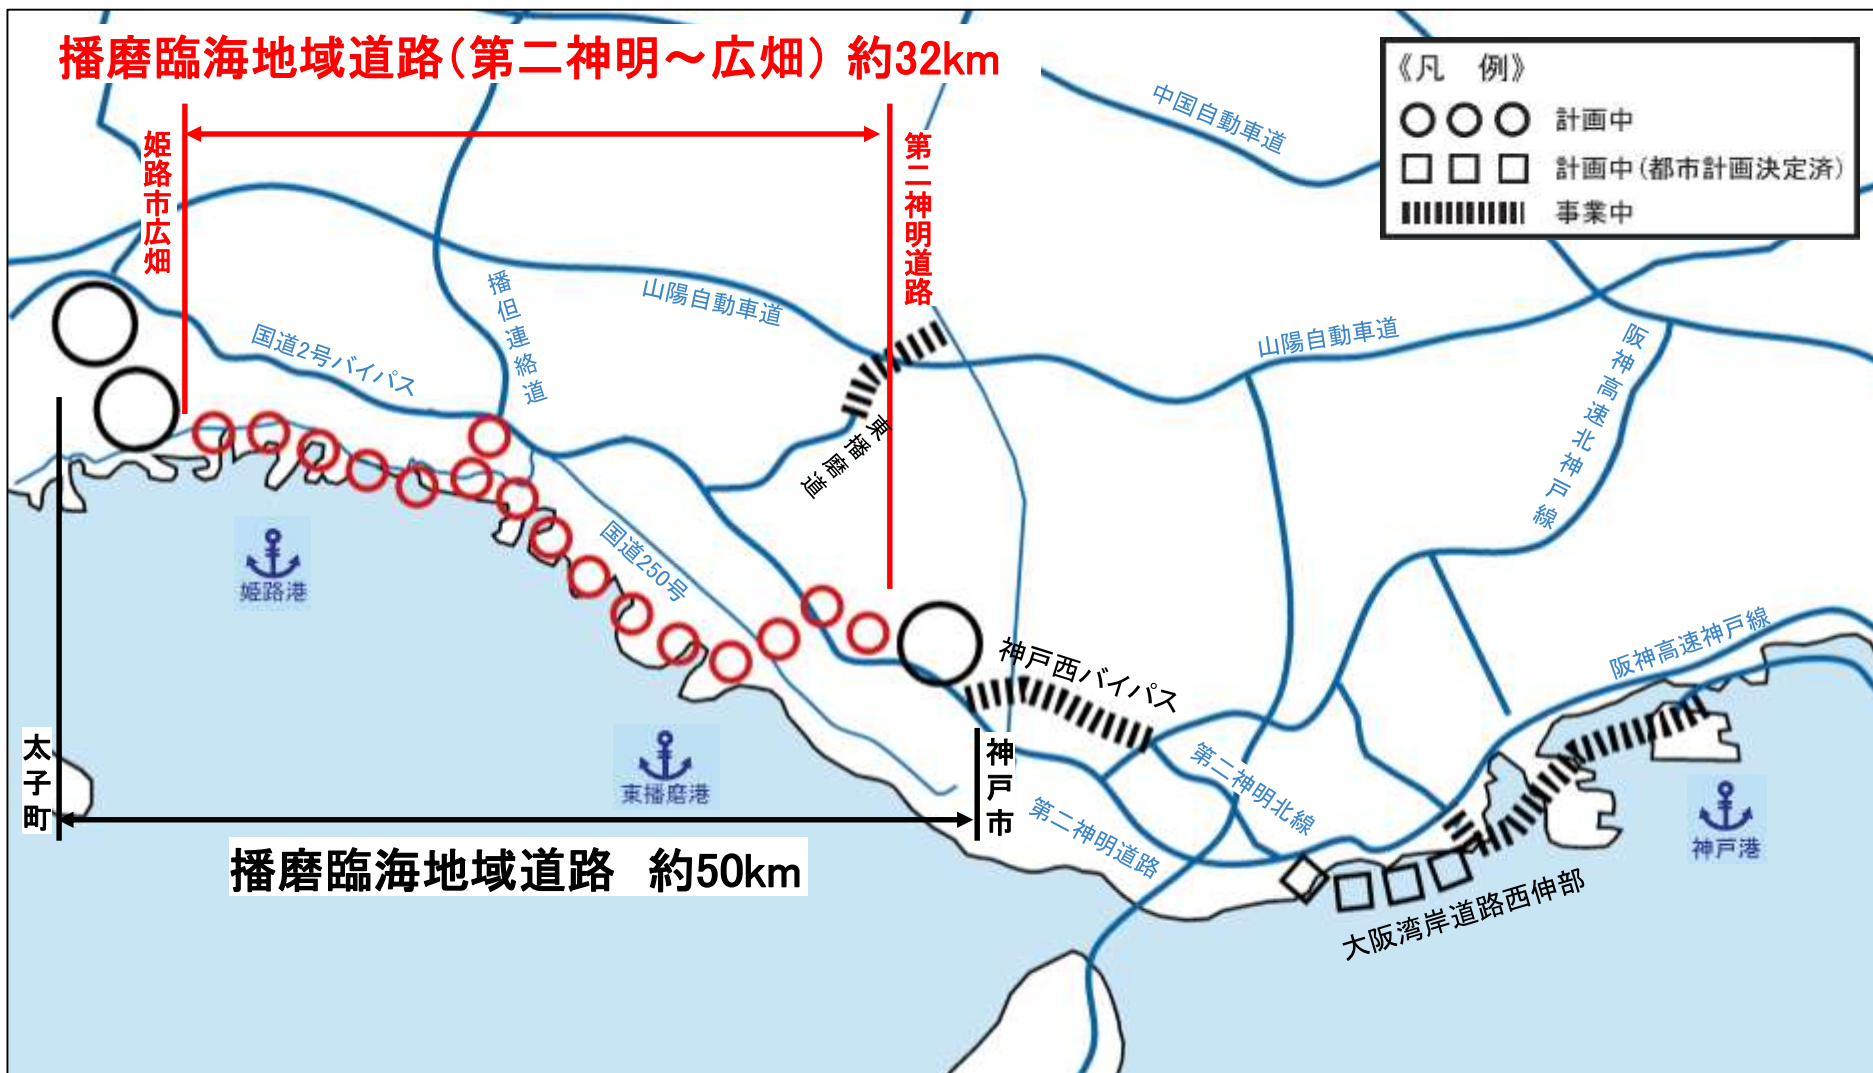 播磨臨海地域道路(第二神明～広畑) 約32km
《凡 例》
計画中
計画中(都市計画決定済)
事業中
姫路市広畑
第二神明道路
中国自動車道
播但連絡道
山陽自動車道
国道2号バイパス
山陽自動車道
阪神高速北神戸線
東播磨道
姫路港
国道250号
神戸西バイパス
阪神高速神戸線
太子町
東播磨港
神戸市
第二神明北線
第二神明道路
神戸港
播磨臨海地域道路 約50km
大阪湾岸道路西伸部